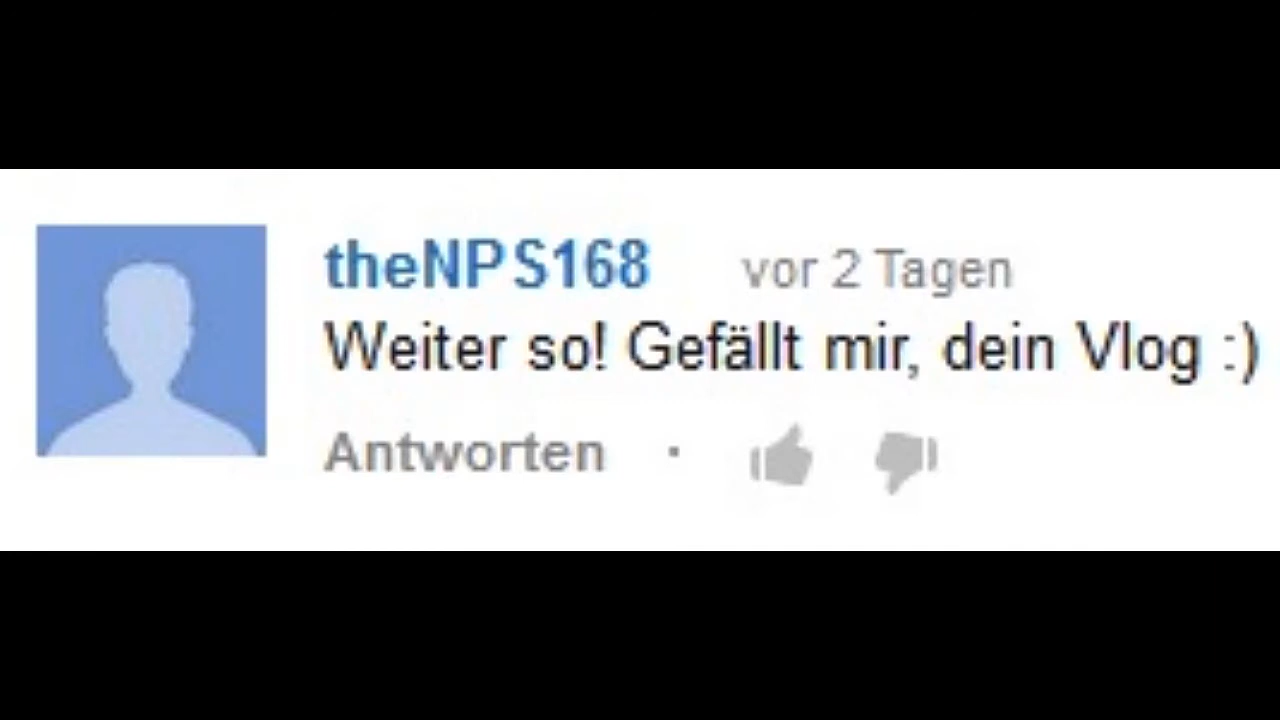 theNPS168 vor 2 Tagen
Weiter so! Gefällt mir, dein Vlog :)
Antworten ·